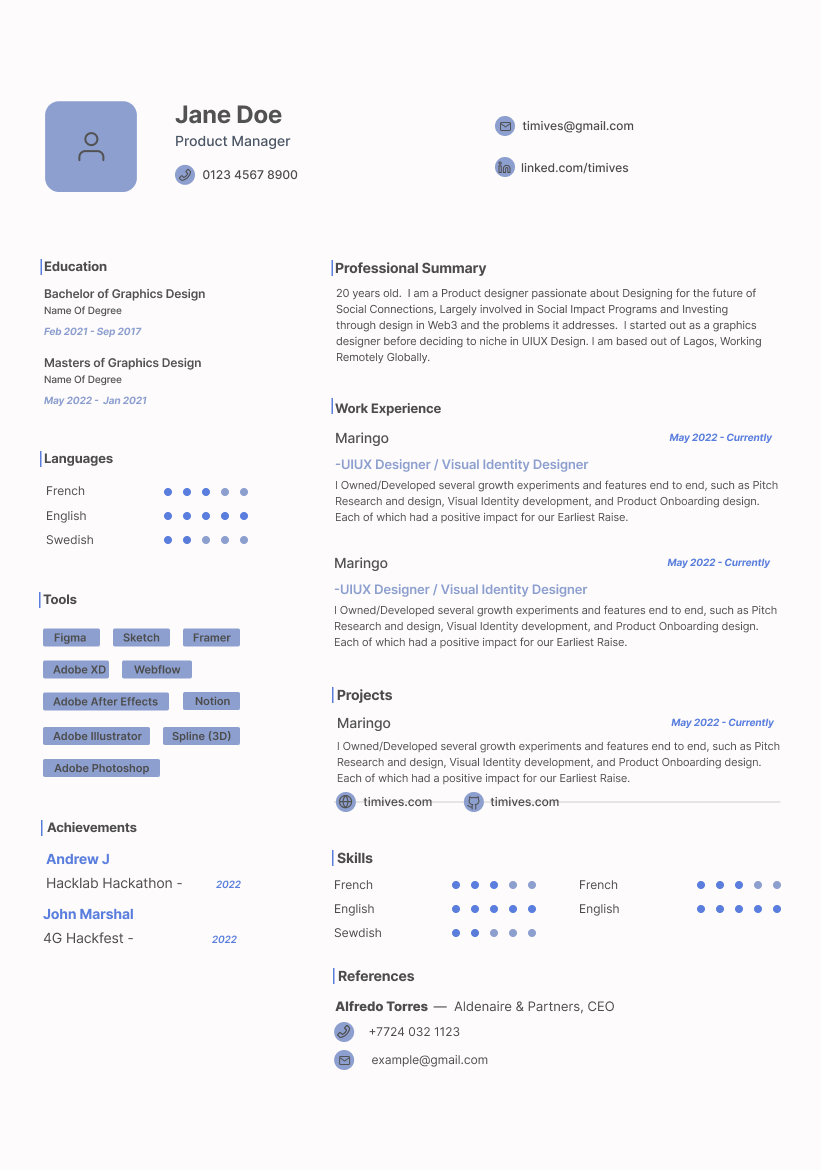 Jane Doe
Product Manager
0123 4567 8900
timives@gmail.com
linked.com/timives
Education
Bachelor of Graphics Design
Name Of Degree
Feb 2021 - Sep 2017
Masters of Graphics Design
Name Of Degree
May 2022 - Jan 2021
Languages
French
English
Swedish
Tools
Figma
Sketch
Framer
Adobe XD
Webflow
Adobe After Effects
Notion
Adobe Illustrator
Spline (3D)
Adobe Photoshop
Achievements
Andrew J
Hacklab Hackathon - 2022
John Marshal
4G Hackfest - 2022
Professional Summary
20 years old. I am a Product designer passionate about Designing for the future of
Social Connections, Largely involved in Social Impact Programs and Investing
through design in Web3 and the problems it addresses. I started out as a graphics
designer before deciding to niche in UIUX Design. I am based out of Lagos, Working
Remotely Globally.
Work Experience
Maringo May 2022 - Currently
-UIUX Designer / Visual Identity Designer
I Owned/Developed several growth experiments and features end to end, such as Pitch
Research and design, Visual Identity development, and Product Onboarding design.
Each of which had a positive impact for our Earliest Raise.
Maringo May 2022 - Currently
-UIUX Designer / Visual Identity Designer
I Owned/Developed several growth experiments and features end to end, such as Pitch
Research and design, Visual Identity development, and Product Onboarding design.
Each of which had a positive impact for our Earliest Raise.
Projects
Maringo May 2022 - Currently
I Owned/Developed several growth experiments and features end to end, such as Pitch
Research and design, Visual Identity development, and Product Onboarding design.
Each of which had a positive impact for our Earliest Raise.
timives.com timives.com
Skills
French French
English English
Sewdish
References
Alfredo Torres — Aldenaire & Partners, CEO
+7724 032 1123
example@gmail.com